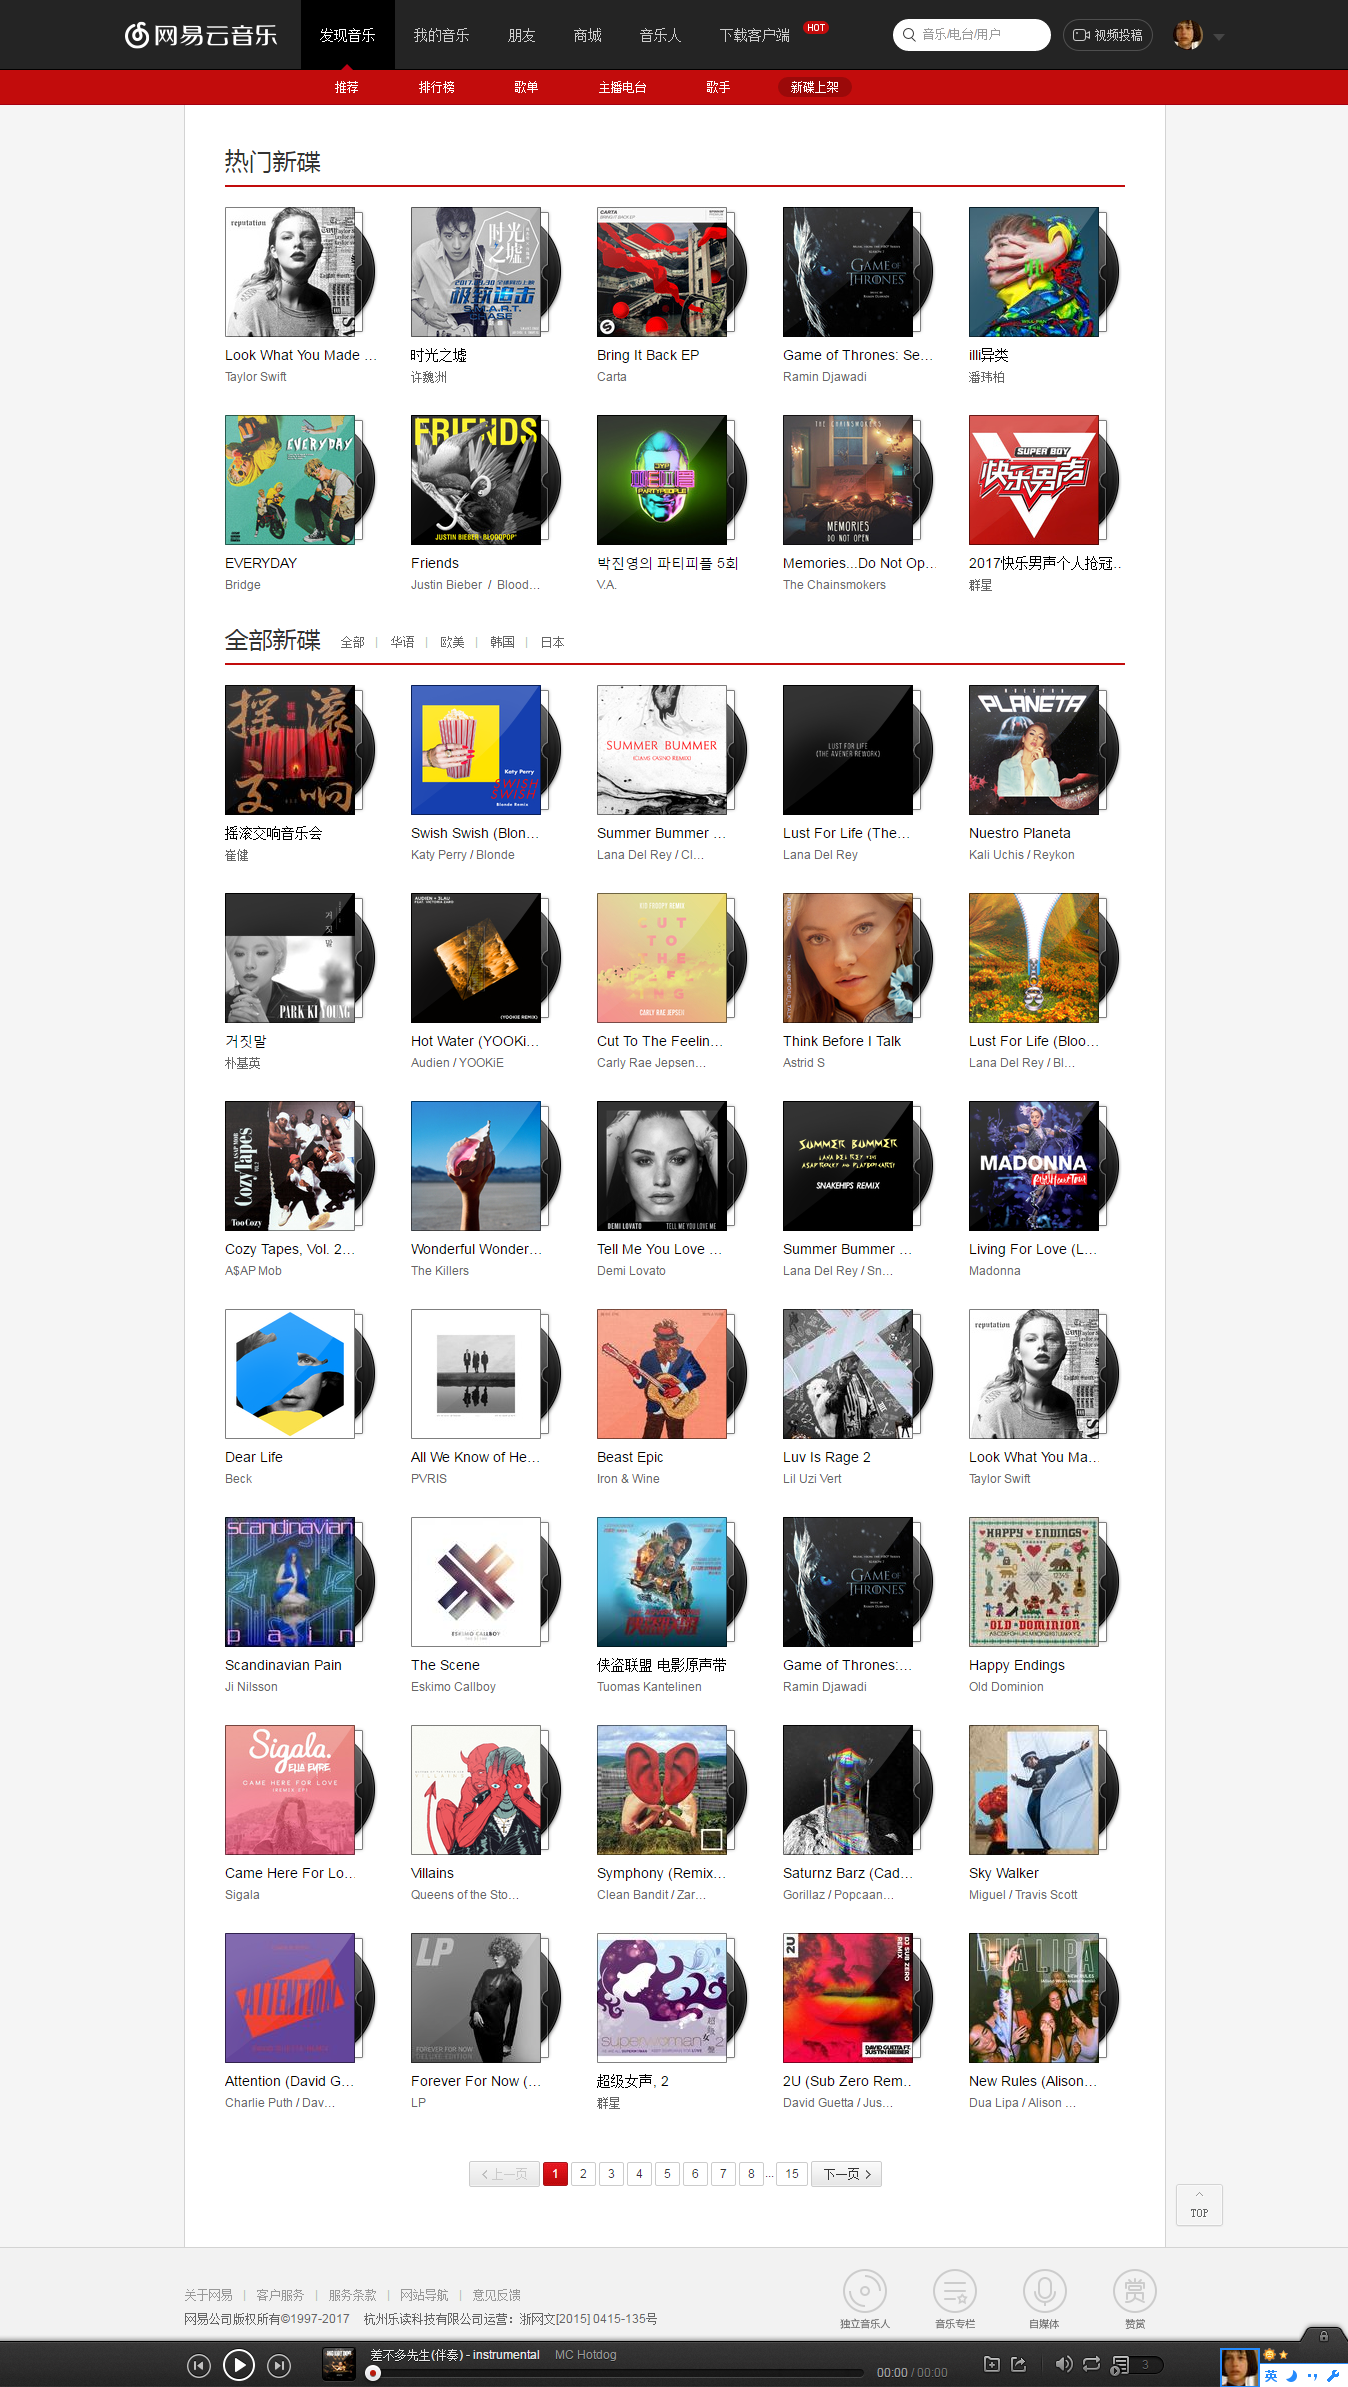 网易云音乐
发现音乐 我的音乐 朋友 商城 音乐人 下载客户端 HOT
音乐/电台/用户
视频投稿
推荐 排行榜 歌单 主播电台 歌手 新碟上架
热门新碟
Look What You Made ... 时光之墟 Bring It Back EP Game of Thrones: Se... illi异类
Taylor Swift 许魏洲 Carta Ramin Djawadi 潘玮柏
EVERYDAY Friends 박진영의 파티피플 5회 Memories...Do Not Op... 2017快乐男声个人抢冠..
Bridge Justin Bieber / Blood... V.A. The Chainsmokers 群星
全部新碟 全部 | 华语 | 欧美 | 韩国 | 日本
摇滚交响音乐会 Swish Swish (Blon... Summer Bummer ... Lust For Life (The... Nuestro Planeta
崔健 Katy Perry / Blonde Lana Del Rey / Cl... Lana Del Rey Kali Uchis / Reykon
거짓말 Hot Water (YOOKi... Cut To The Feelin... Think Before I Talk Lust For Life (Bloo...
朴基英 Audien / YOOKiE Carly Rae Jepsen... Astrid S Lana Del Rey / Bl...
Cozy Tapes, Vol. 2... Wonderful Wonder... Tell Me You Love ... Summer Bummer ... Living For Love (L...
A$AP Mob The Killers Demi Lovato Lana Del Rey / Sn... Madonna
Dear Life All We Know of He... Beast Epic Luv Is Rage 2 Look What You Ma...
Beck PVRIS Iron & Wine Lil Uzi Vert Taylor Swift
Scandinavian Pain The Scene 侠盗联盟 电影原声带 Game of Thrones:... Happy Endings
Ji Nilsson Eskimo Callboy Tuomas Kantelinen Ramin Djawadi Old Dominion
Came Here For Lo... Villains Symphony (Remix... Saturnz Barz (Cad... Sky Walker
Sigala Queens of the Sto... Clean Bandit / Zar... Gorillaz / Popcaan... Miguel / Travis Scott
Attention (David G... Forever For Now (... 超级女声, 2 2U (Sub Zero Rem.. New Rules (Alison...
Charlie Puth / Dav... LP 群星 David Guetta / Jus... Dua Lipa / Alison ...
上一页 1 2 3 4 5 6 7 8 ... 15 下一页
TOP
关于网易 | 客户服务 | 服务条款 | 网站导航 | 意见反馈
网易公司版权所有©1997-2017 杭州乐读科技有限公司运营：浙网文[2015] 0415-135号
独立音乐人 音乐专栏 自媒体 赞赏
差不多先生(伴奏) - instrumental MC Hotdog
00:00 / 00:00
3
英